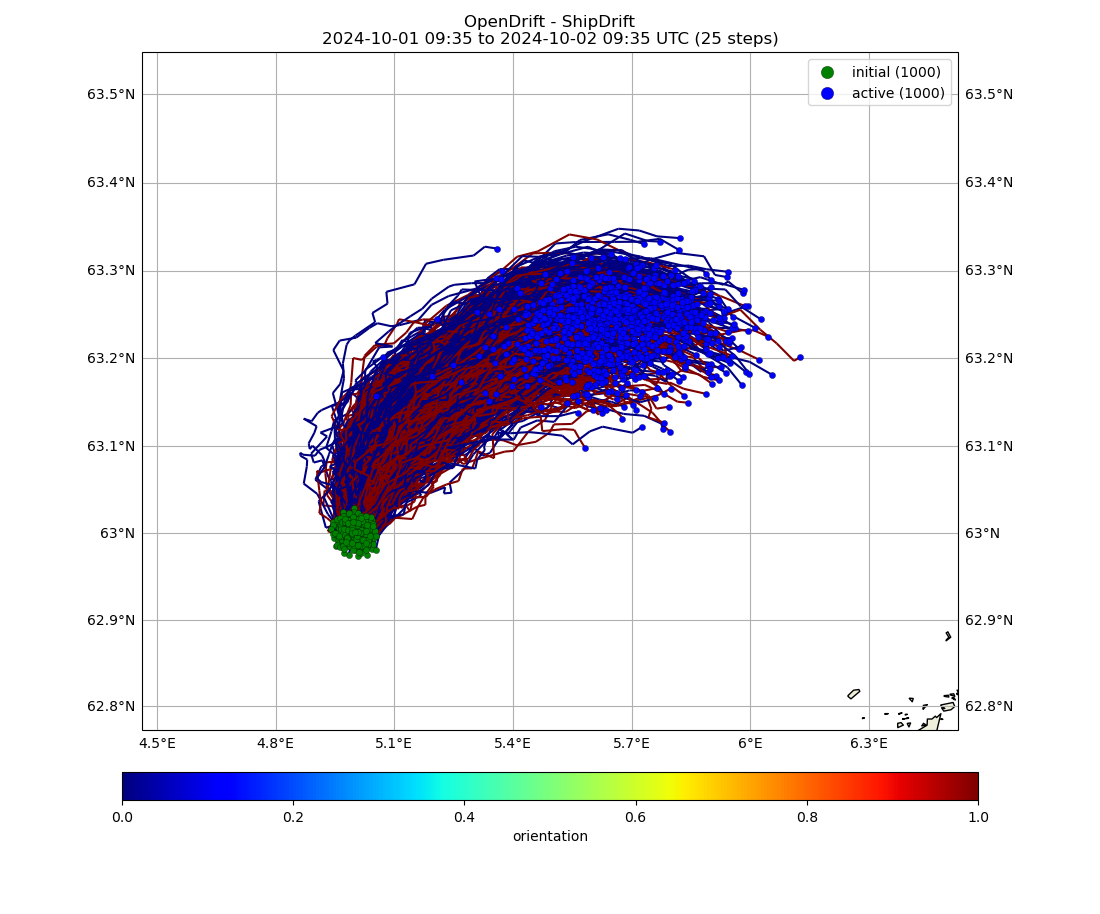 OpenDrift - ShipDrift
2024-10-01 09:35 to 2024-10-02 09:35 UTC (25 steps)
initial (1000)
active (1000)
63.5°N 63.5°N
63.4°N 63.4°N
63.3°N 63.3°N
63.2°N 63.2°N
63.1°N 63.1°N
63°N 63°N
62.9°N 62.9°N
62.8°N 62.8°N
4.5°E 4.8°E 5.1°E 5.4°E 5.7°E 6°E 6.3°E
0.0 0.2 0.4 0.6 0.8 1.0
orientation